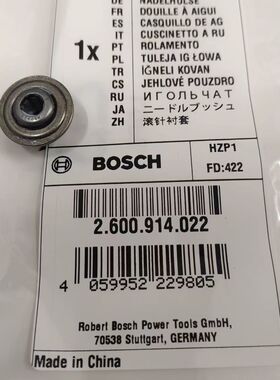 DE NADELHÜLSE
FR DOUILLE À AIGUI
ES CASQUILLO DE AG
IT CUSCINETTO A RU
PT ROLAMENTO
PL TULEJA IGŁOWA
TR İĞNELİ KOVAN
CS JEHLOVÉ POUZDRO
RU ИГОЛЬЧАТ
JA ニードルブッシュ
ZH 滚针衬套
1x
BOSCH
HZP1
FD:422
2.600.914.022
4 059952 229805
Robert Bosch Power Tools GmbH,
70538 Stuttgart, GERMANY
Made in China